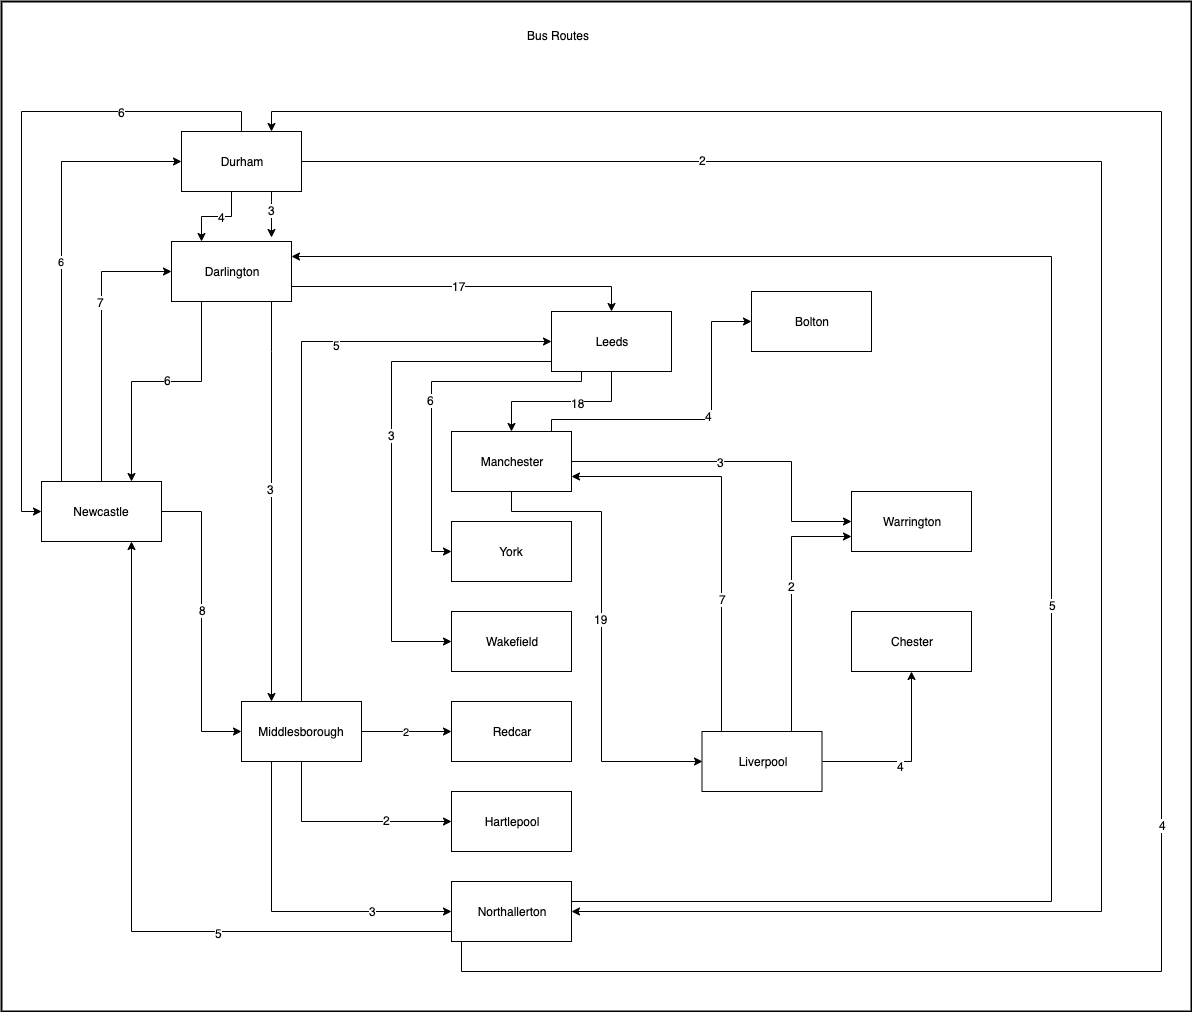 Bus Routes
6
Durham
2
4
3
6
Darlington
7
17
Bolton
Leeds
5
6
6
18
3
4
Manchester
3
3
Newcastle
Warrington
York
2
7
5
8
19
Wakefield
Chester
Middlesborough
2
Redcar
Liverpool
4
2
Hartlepool
4
3
Northallerton
5